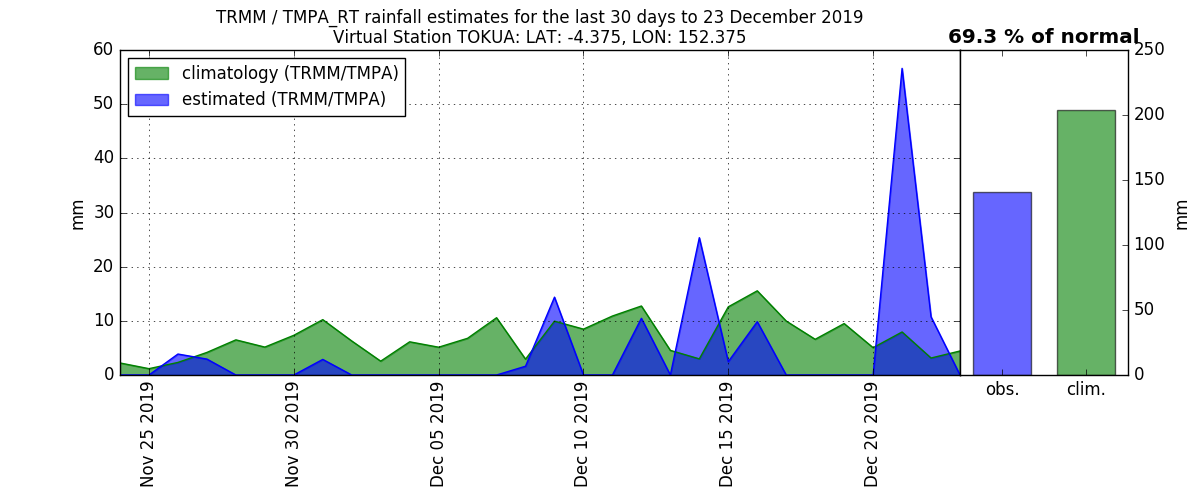 TRMM / TMPA_RT rainfall estimates for the last 30 days to 23 December 2019
Virtual Station TOKUA: LAT: -4.375, LON: 152.375
69.3 % of normal
climatology (TRMM/TMPA)
estimated (TRMM/TMPA)
60
50
40
30
20
10
0
mm
Nov 25 2019
Nov 30 2019
Dec 05 2019
Dec 10 2019
Dec 15 2019
Dec 20 2019
250
200
150
100
50
0
mm
obs.
clim.